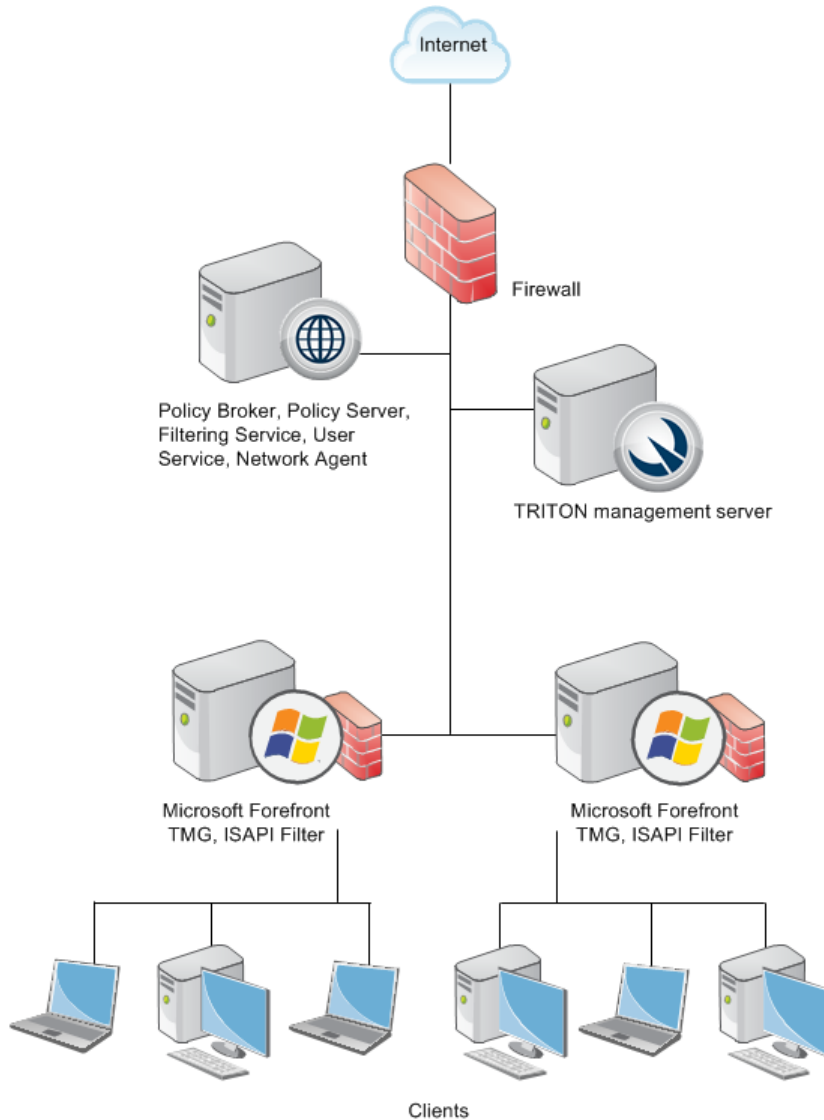 Internet
Firewall
Policy Broker, Policy Server,
Filtering Service, User
Service, Network Agent
TRITON management server
Microsoft Forefront
TMG, ISAPI Filter
Microsoft Forefront
TMG, ISAPI Filter
Clients